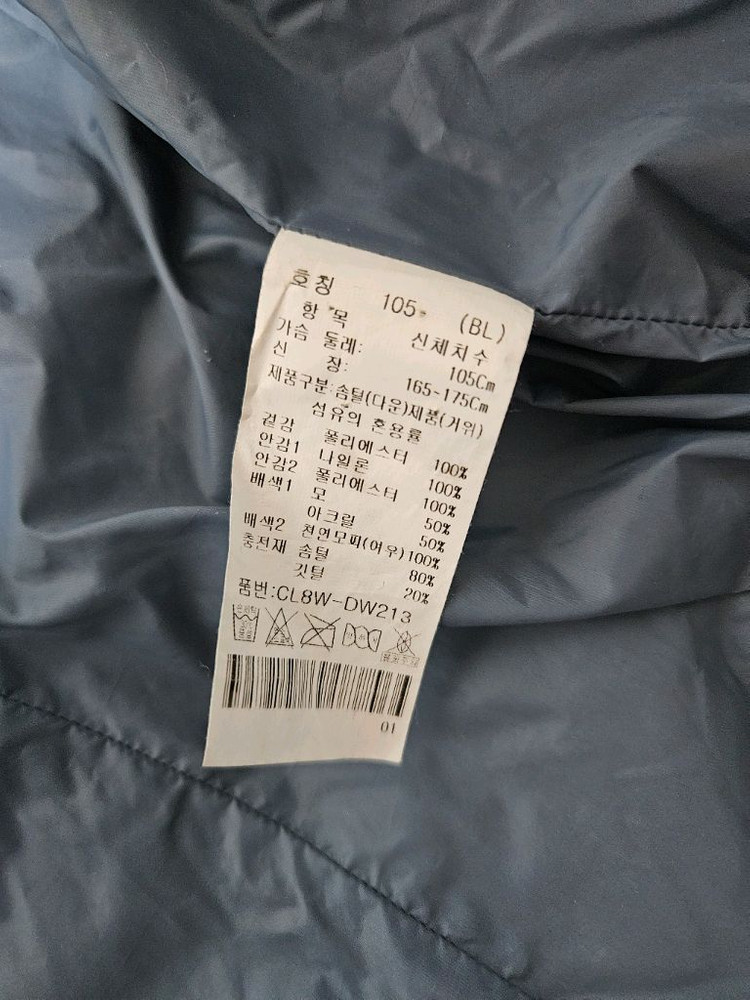 호칭 105 (BL)
항 목 신체치수
가슴 둘레: 105Cm
신 장: 165-175Cm
제품구분:솜털(다운)제품(거위)
섬유의 혼용률
겉감 폴리에스터 100%
안감1 나일론 100%
안감2 폴리에스터 100%
배색1 모 50%
아크릴 50%
배색2 천연모피(여우)100%
충전재 솜털 80%
깃털 20%
품번:CL8W-DW213
01